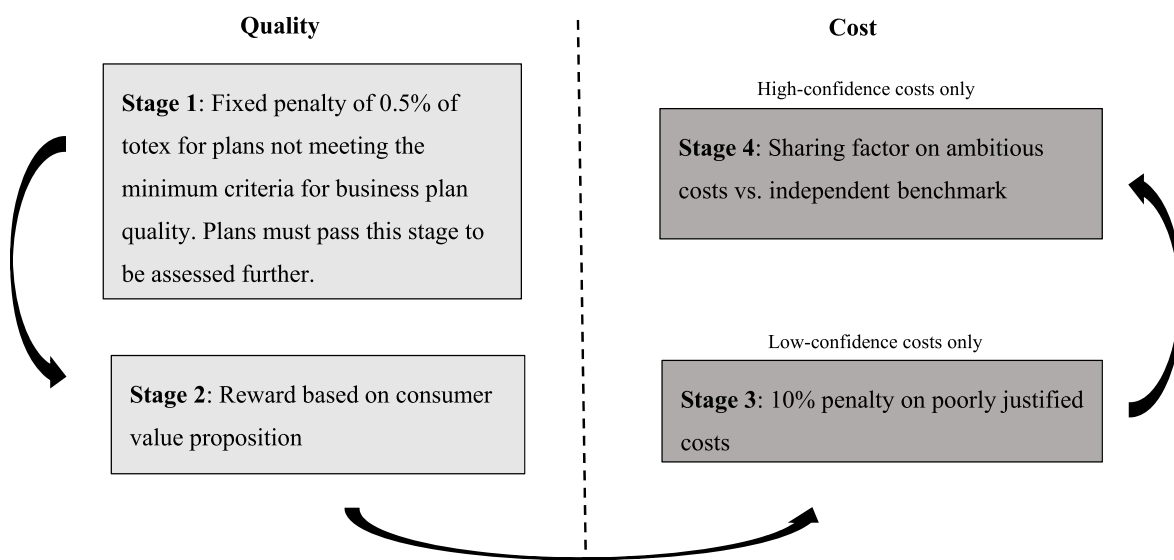 Quality
Stage 1: Fixed penalty of 0.5% of
totex for plans not meeting the
minimum criteria for business plan
quality. Plans must pass this stage to
be assessed further.
Stage 2: Reward based on consumer
value proposition
Cost
High-confidence costs only
Stage 4: Sharing factor on ambitious
costs vs. independent benchmark
Low-confidence costs only
Stage 3: 10% penalty on poorly justified
costs